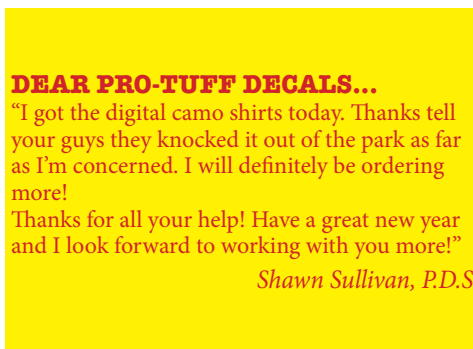 DEAR PRO-TUFF DECALS...
“I got the digital camo shirts today. Thanks tell
your guys they knocked it out of the park as far
as I’m concerned. I will definitely be ordering
more!
Thanks for all your help! Have a great new year
and I look forward to working with you more!”
Shawn Sullivan, P.D.S